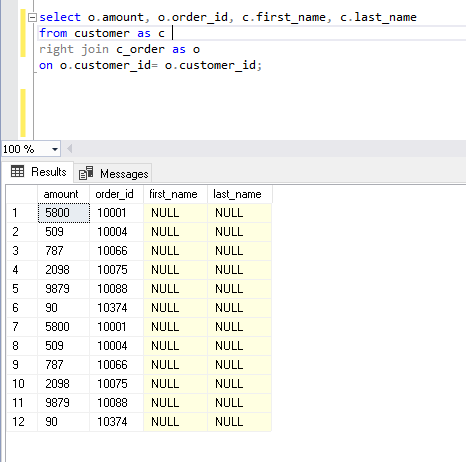 select o.amount, o.order_id, c.first_name, c.last_name
from customer as c
right join c_order as o
on o.customer_id= o.customer_id;
100 %
Results Messages
amount order_id first_name last_name
1 5800 10001 NULL NULL
2 509 10004 NULL NULL
3 787 10066 NULL NULL
4 2098 10075 NULL NULL
5 9879 10088 NULL NULL
6 90 10374 NULL NULL
7 5800 10001 NULL NULL
8 509 10004 NULL NULL
9 787 10066 NULL NULL
10 2098 10075 NULL NULL
11 9879 10088 NULL NULL
12 90 10374 NULL NULL